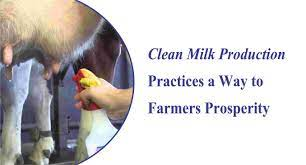 Clean Milk Production
Practices a Way to
Farmers Prosperity